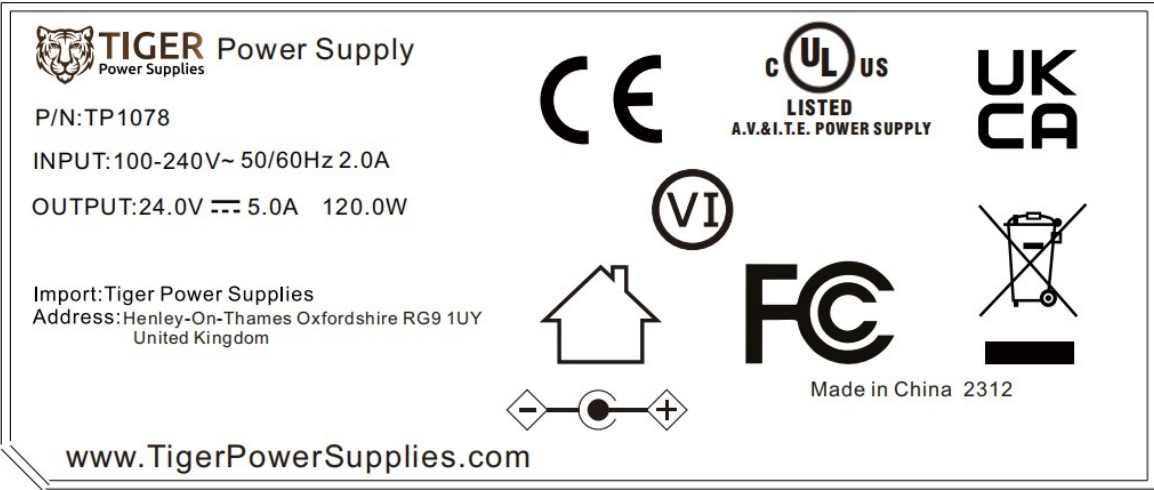 TIGER Power Supply
Power Supplies
P/N:TP1078
INPUT:100-240V~ 50/60Hz 2.0A
OUTPUT:24.0V ⎓ 5.0A 120.0W
Import:Tiger Power Supplies
Address:Henley-On-Thames Oxfordshire RG9 1UY
United Kingdom
www.TigerPowerSupplies.com
CE
C UL US
LISTED
A.V.&I.T.E. POWER SUPPLY
UK
CA
VI
FC
Made in China 2312
- +